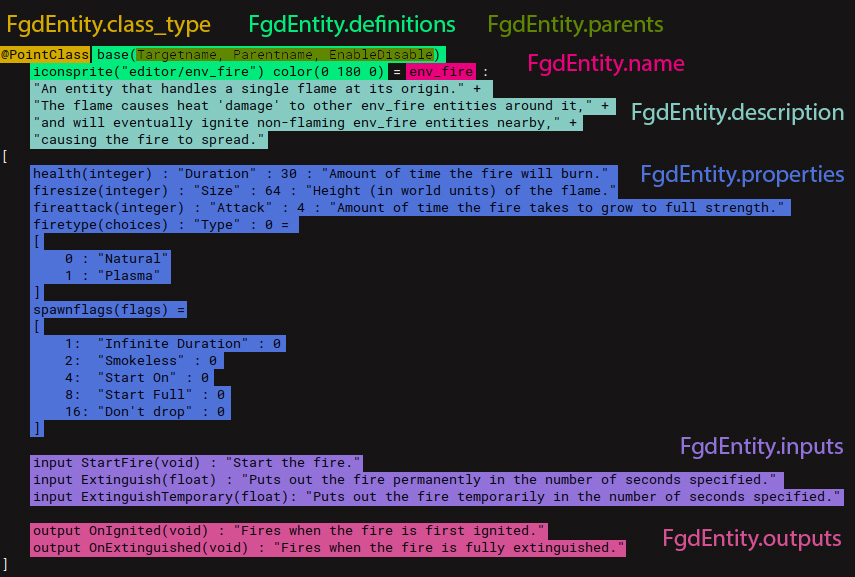 FgdEntity.class_type FgdEntity.definitions FgdEntity.parents
@PointClass base(Targetname, Parentname, EnableDisable)
iconsprite("editor/env_fire") color(0 180 0) = env_fire :
FgdEntity.name
"An entity that handles a single flame at its origin." +
"The flame causes heat 'damage' to other env_fire entities around it," +
"and will eventually ignite non-flaming env_fire entities nearby," +
"causing the fire to spread."
FgdEntity.description
[
health(integer) : "Duration" : 30 : "Amount of time the fire will burn."
FgdEntity.properties
firesize(integer) : "Size" : 64 : "Height (in world units) of the flame."
fireattack(integer) : "Attack" : 4 : "Amount of time the fire takes to grow to full strength."
firetype(choices) : "Type" : 0 =
[
0 : "Natural"
1 : "Plasma"
]
spawnflags(flags) =
[
1: "Infinite Duration" : 0
2: "Smokeless" : 0
4: "Start On" : 0
8: "Start Full" : 0
16: "Don't drop" : 0
]
FgdEntity.inputs
input StartFire(void) : "Start the fire."
input Extinguish(float) : "Puts out the fire permanently in the number of seconds specified."
input ExtinguishTemporary(float): "Puts out the fire temporarily in the number of seconds specified."
output OnIgnited(void) : "Fires when the fire is first ignited."
output OnExtinguished(void) : "Fires when the fire is fully extinguished."
FgdEntity.outputs
]